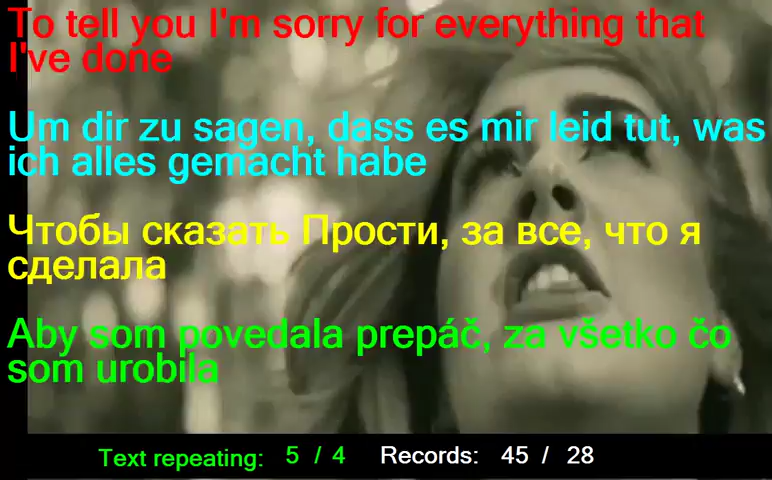 To tell you I'm sorry for everything that
I've done
Um dir zu sagen, dass es mir leid tut, was
ich alles gemacht habe
Чтобы сказать Прости, за все, что я
сделала
Aby som povedala prepáč, za všetko čo
som urobila
Text repeating: 5 / 4 Records: 45 / 28